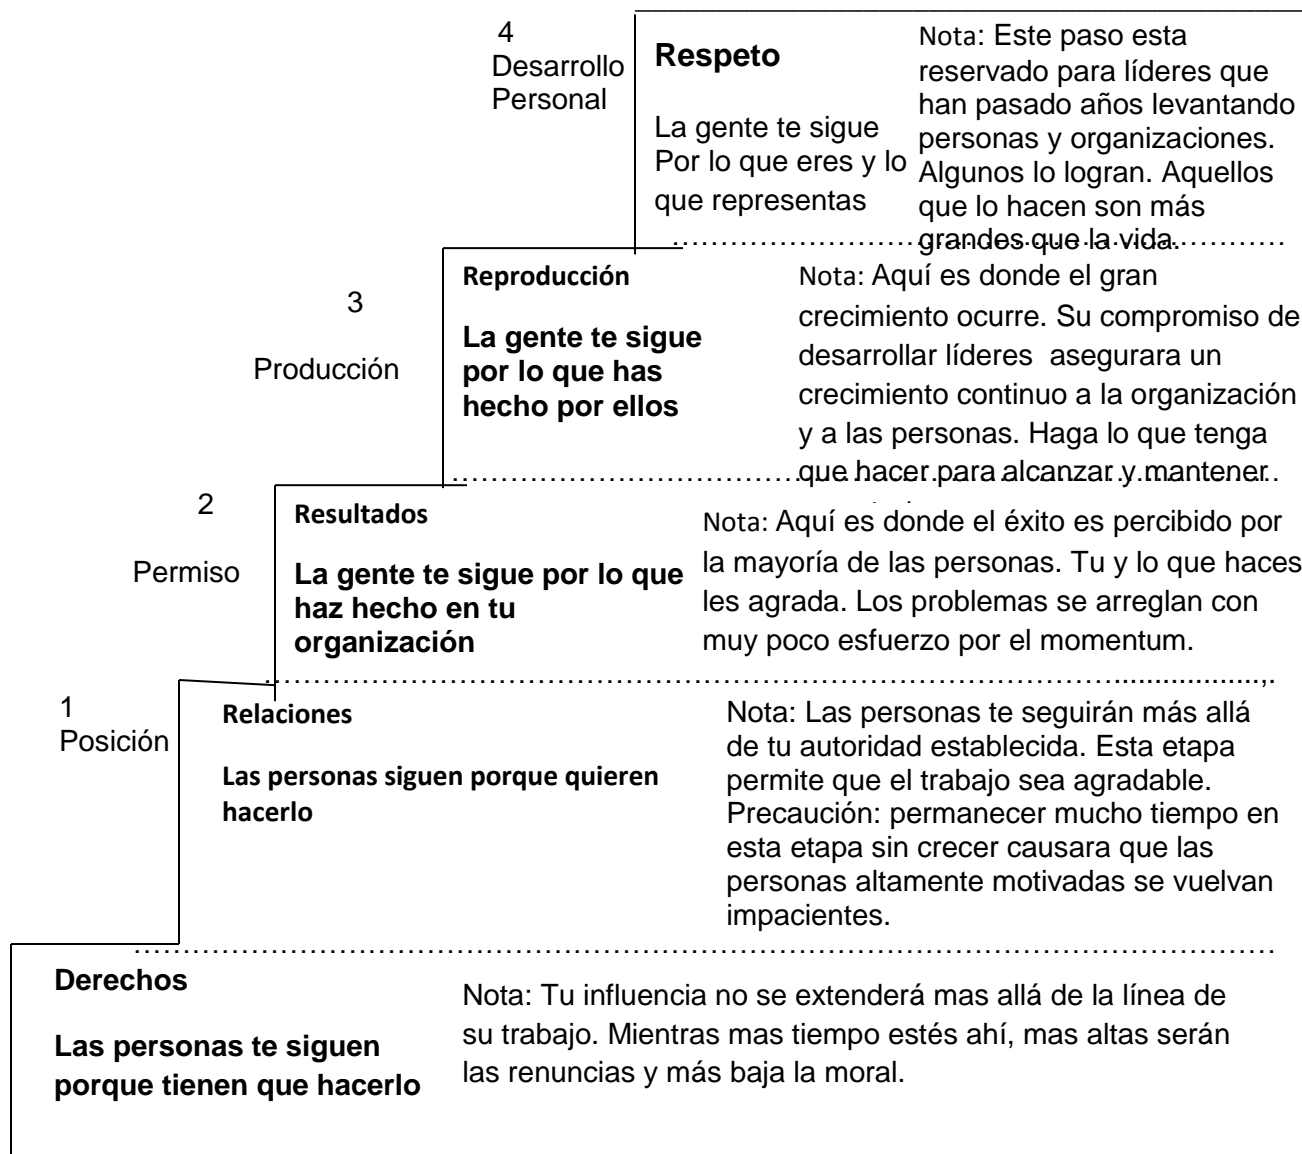 4
Desarrollo
Personal
Respeto
La gente te sigue
Por lo que eres y lo
que representas
Nota: Este paso esta
reservado para líderes que
han pasado años levantando
personas y organizaciones.
Algunos lo logran. Aquellos
que lo hacen son más
grandes que la vida.
3
Producción
Reproducción
La gente te sigue
por lo que has
hecho por ellos
Nota: Aquí es donde el gran
crecimiento ocurre. Su compromiso de
desarrollar líderes asegurara un
crecimiento continuo a la organización
y a las personas. Haga lo que tenga
que hacer para alcanzar y mantener
2
Permiso
Resultados
La gente te sigue por lo que
haz hecho en tu
organización
Nota: Aquí es donde el éxito es percibido por
la mayoría de las personas. Tu y lo que haces
les agrada. Los problemas se arreglan con
muy poco esfuerzo por el momentum.
1
Posición
Relaciones
Las personas siguen porque quieren
hacerlo
Nota: Las personas te seguirán más allá
de tu autoridad establecida. Esta etapa
permite que el trabajo sea agradable.
Precaución: permanecer mucho tiempo en
esta etapa sin crecer causara que las
personas altamente motivadas se vuelvan
impacientes.
Derechos
Las personas te siguen
porque tienen que hacerlo
Nota: Tu influencia no se extenderá mas allá de la línea de
su trabajo. Mientras mas tiempo estés ahí, mas altas serán
las renuncias y más baja la moral.